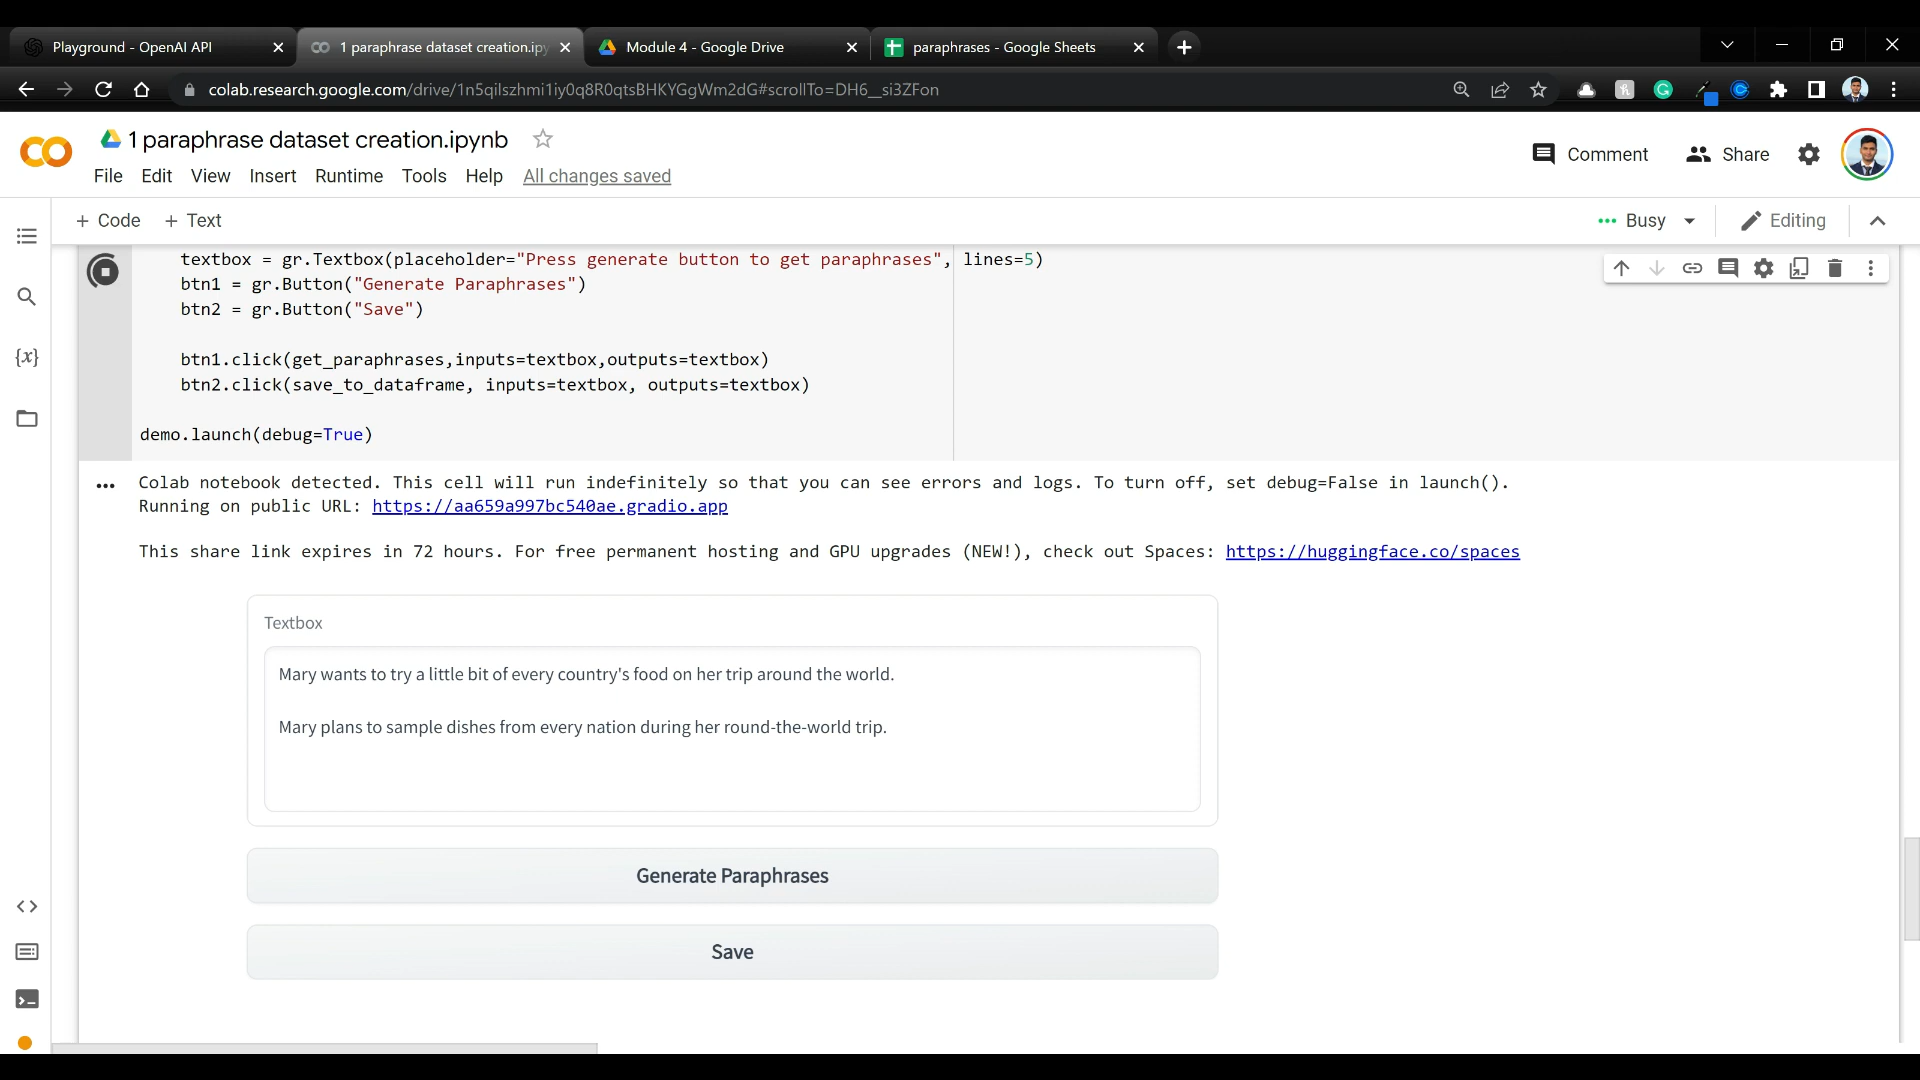 Playground - OpenAI API
1 paraphrase dataset creation.ipy
Module 4 - Google Drive
paraphrases - Google Sheets
colab.research.google.com/drive/1n5qilszhmi1iy0q8R0qtsBHKYGgWm2dG#scrollTo=DH6__si3ZFon
1 paraphrase dataset creation.ipynb
Comment
Share
File Edit View Insert Runtime Tools Help All changes saved
+ Code + Text
Busy
Editing
textbox = gr.Textbox(placeholder="Press generate button to get paraphrases", lines=5)
btn1 = gr.Button("Generate Paraphrases")
btn2 = gr.Button("Save")
btn1.click(get_paraphrases,inputs=textbox,outputs=textbox)
btn2.click(save_to_dataframe, inputs=textbox, outputs=textbox)
demo.launch(debug=True)
Colab notebook detected. This cell will run indefinitely so that you can see errors and logs. To turn off, set debug=False in launch().
Running on public URL: https://aa659a997bc540ae.gradio.app
This share link expires in 72 hours. For free permanent hosting and GPU upgrades (NEW!), check out Spaces: https://huggingface.co/spaces
Textbox
Mary wants to try a little bit of every country's food on her trip around the world.
Mary plans to sample dishes from every nation during her round-the-world trip.
Generate Paraphrases
Save